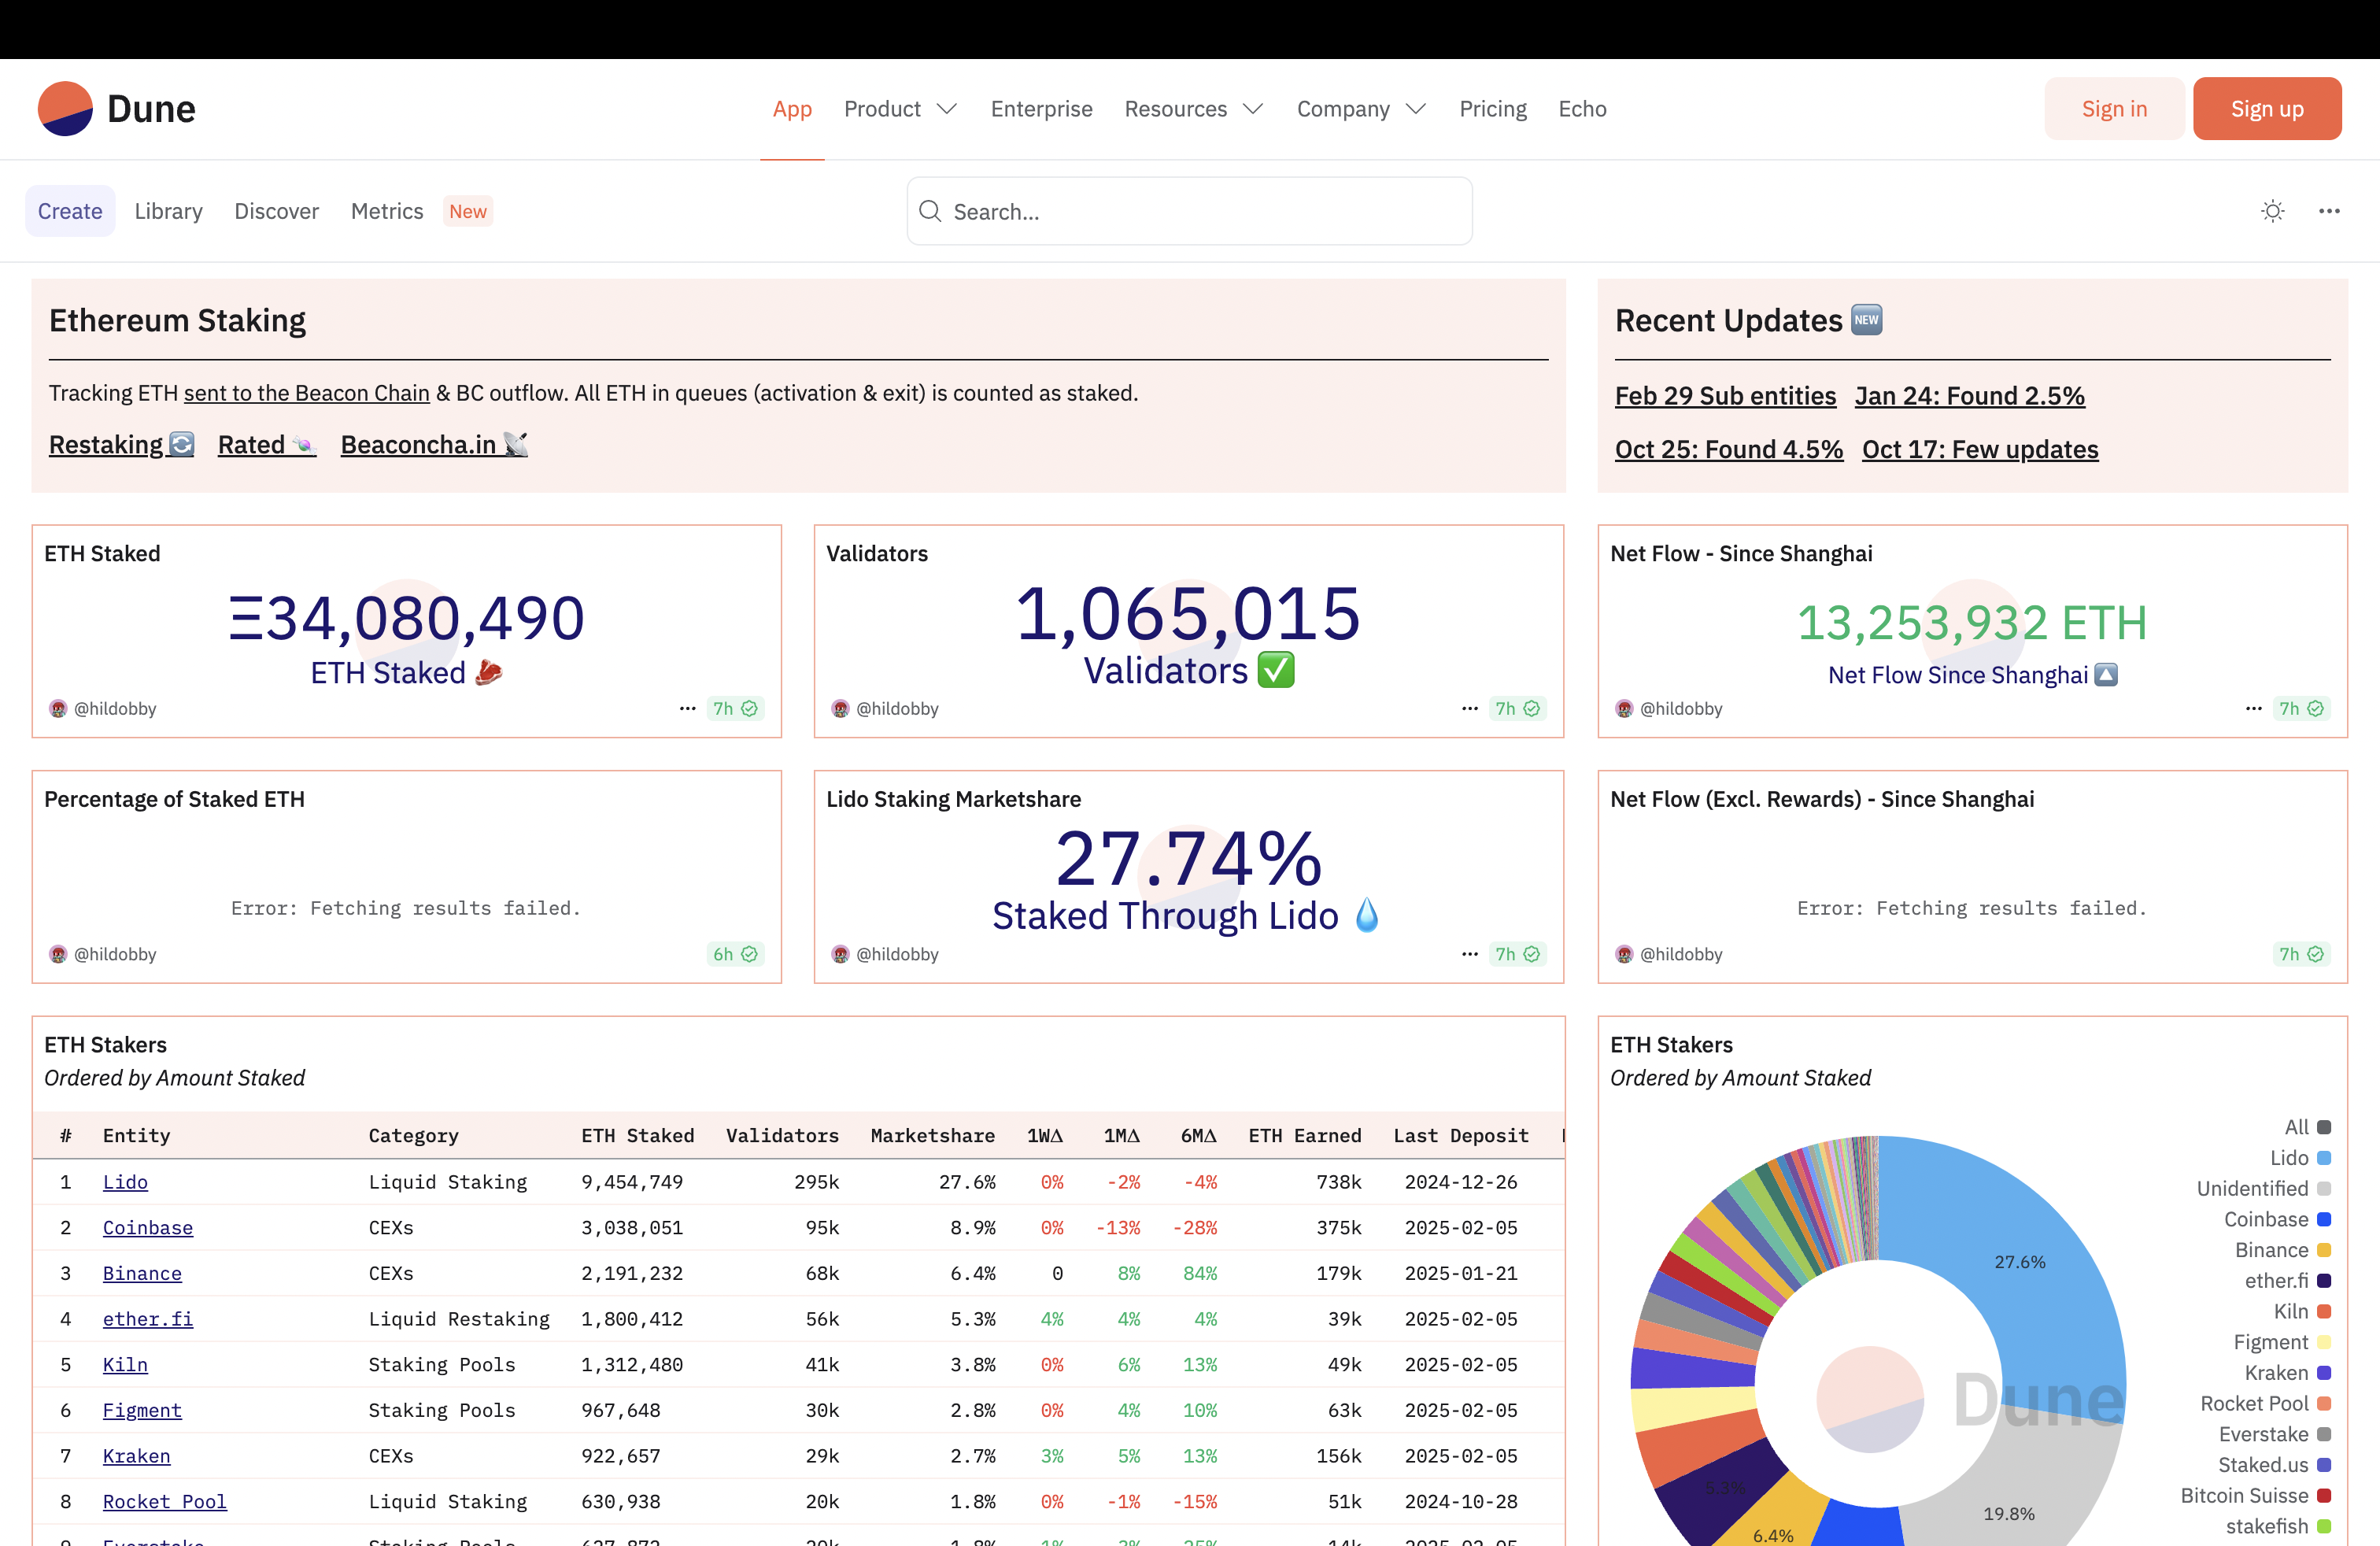 Dune
App Product Enterprise Resources Company Pricing Echo
Sign in Sign up
Create Library Discover Metrics New
Search...
Ethereum Staking
Tracking ETH sent to the Beacon Chain & BC outflow. All ETH in queues (activation & exit) is counted as staked.
Restaking Rated Beaconcha.in
Recent Updates NEW
Feb 29 Sub entities Jan 24: Found 2.5%
Oct 25: Found 4.5% Oct 17: Few updates
ETH Staked
Ξ34,080,490
ETH Staked 🥩
@hildobby ... 7h
Validators
1,065,015
Validators ✅
@hildobby ... 7h
Net Flow - Since Shanghai
13,253,932 ETH
Net Flow Since Shanghai 🔼
@hildobby ... 7h
Percentage of Staked ETH
Error: Fetching results failed.
@hildobby 6h
Lido Staking Marketshare
27.74%
Staked Through Lido 💧
@hildobby ... 7h
Net Flow (Excl. Rewards) - Since Shanghai
Error: Fetching results failed.
@hildobby 7h
ETH Stakers
Ordered by Amount Staked
# Entity Category ETH Staked Validators Marketshare 1WΔ 1MΔ 6MΔ ETH Earned Last Deposit
1 Lido Liquid Staking 9,454,749 295k 27.6% 0% -2% -4% 738k 2024-12-26
2 Coinbase CEXs 3,038,051 95k 8.9% 0% -13% -28% 375k 2025-02-05
3 Binance CEXs 2,191,232 68k 6.4% 0 8% 84% 179k 2025-01-21
4 ether.fi Liquid Restaking 1,800,412 56k 5.3% 4% 4% 4% 39k 2025-02-05
5 Kiln Staking Pools 1,312,480 41k 3.8% 0% 6% 13% 49k 2025-02-05
6 Figment Staking Pools 967,648 30k 2.8% 0% 4% 10% 63k 2025-02-05
7 Kraken CEXs 922,657 29k 2.7% 3% 5% 13% 156k 2025-02-05
8 Rocket Pool Liquid Staking 630,938 20k 1.8% 0% -1% -15% 51k 2024-10-28
ETH Stakers
Ordered by Amount Staked
All
Lido
Unidentified
Coinbase
Binance
ether.fi
Kiln
Figment
Kraken
Rocket Pool
Everstake
Staked.us
Bitcoin Suisse
stakefish
27.6%
Dune
5.3%
19.8%
6.4%